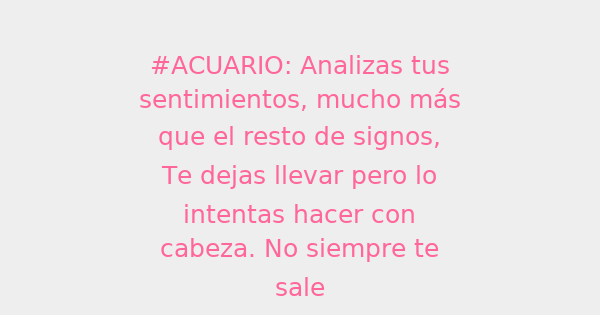 #ACUARIO: Analizas tus
sentimientos, mucho más
que el resto de signos,
Te dejas llevar pero lo
intentas hacer con
cabeza. No siempre te
sale